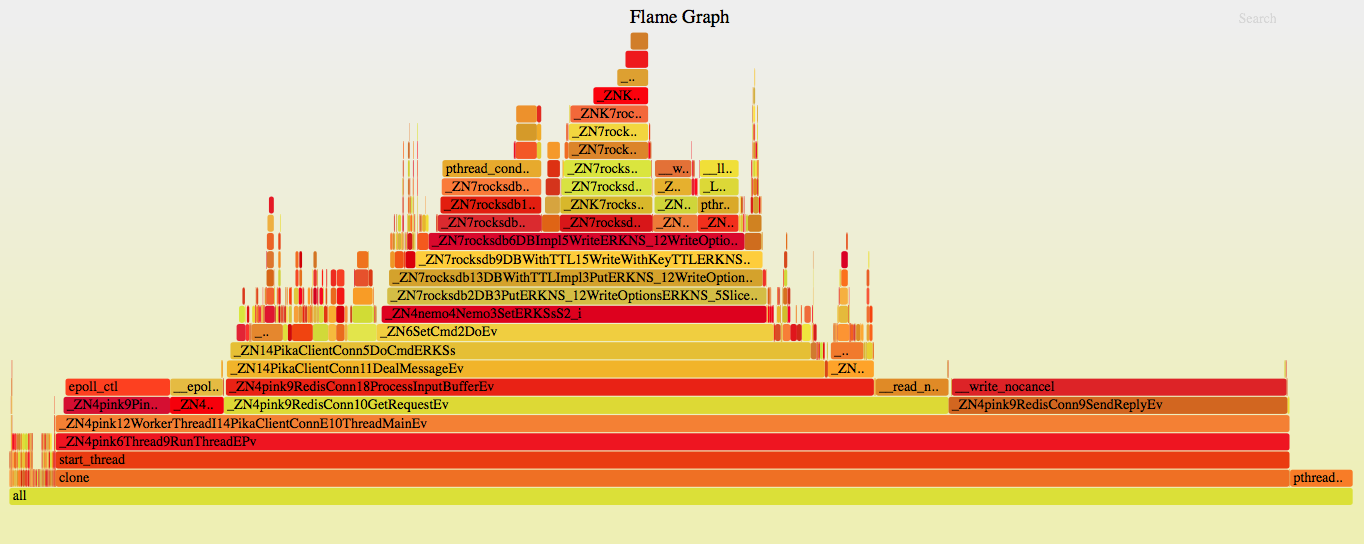 Flame Graph
Search
_..
_ZNK..
_ZNK7roc..
_ZN7rock..
_ZN7rock..
pthread_cond.. _ZN7rocks.. __w.. __ll..
_ZN7rocksdb.. _ZN7rocksd.. _Z.. _L..
_ZN7rocksdb1.. _ZNK7rocks.. _ZN.. pthr..
_ZN7rocksdb.. _ZN7rocksd.. _ZN.. _ZN..
_ZN7rocksdb6DBImpl5WriteERKNS_12WriteOptio..
_ZN7rocksdb9DBWithTTL15WriteWithKeyTTLERKNS..
_ZN7rocksdb13DBWithTTLImpl3PutERKNS_12WriteOption..
_ZN7rocksdb2DB3PutERKNS_12WriteOptionsERKNS_5Slice..
_ZN4nemo4Nemo3SetERKSsS2_i
_.. _ZN6SetCmd2DoEv
_ZN14PikaClientConn5DoCmdERKSs _..
_ZN14PikaClientConn11DealMessageEv _ZN..
epoll_ctl __epol.. _ZN4pink9RedisConn18ProcessInputBufferEv __read_n.. __write_nocancel
_ZN4pink9Pin.. _ZN4.. _ZN4pink9RedisConn10GetRequestEv _ZN4pink9RedisConn9SendReplyEv
_ZN4pink12WorkerThreadI14PikaClientConnE10ThreadMainEv
_ZN4pink6Thread9RunThreadEPv
start_thread
clone pthread..
all